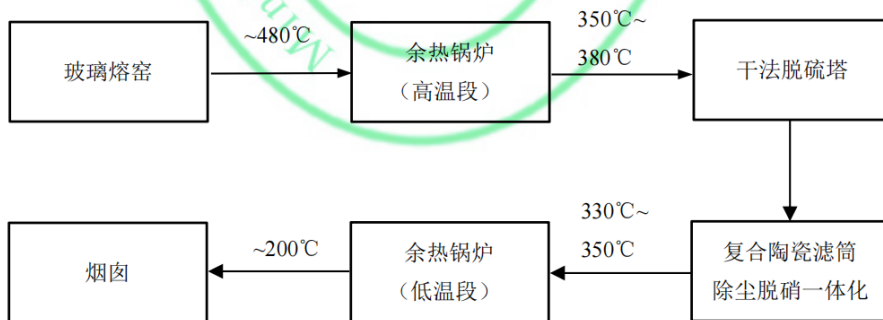 玻璃熔窑
~480℃
余热锅炉
（高温段）
350℃~
380℃
干法脱硫塔
复合陶瓷滤筒
除尘脱硝一体化
330℃~
350℃
余热锅炉
（低温段）
~200℃
烟囱